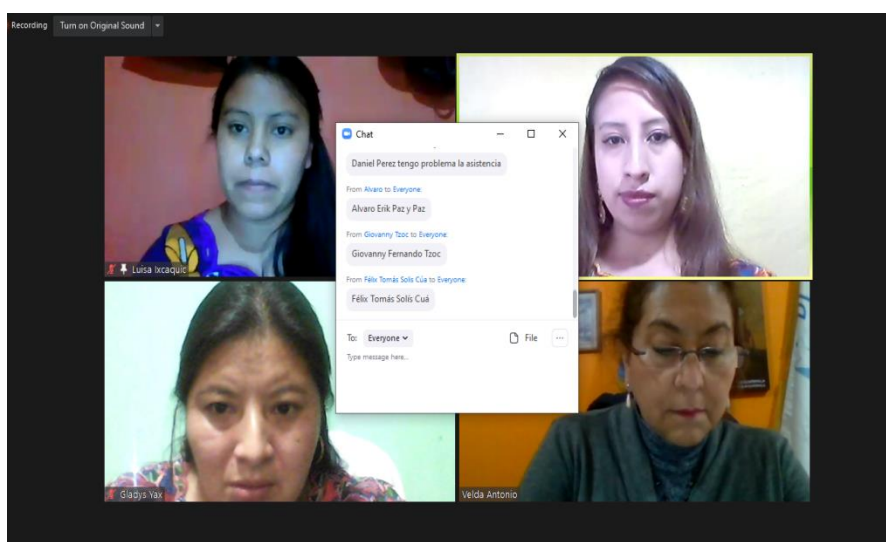 Recording
Turn on Original Sound
Chat
Daniel Perez tengo problema la asistencia
From Alvaro to Everyone:
Alvaro Erik Paz y Paz
From Giovanny Tzoc to Everyone:
Giovanny Fernando Tzoc
From Félix Tomás Solis Cúa to Everyone:
Félix Tomás Solís Cuá
To: Everyone
File
Type message here...
Luisa Ixcaquic
Gladys Yax
Velda Antonio